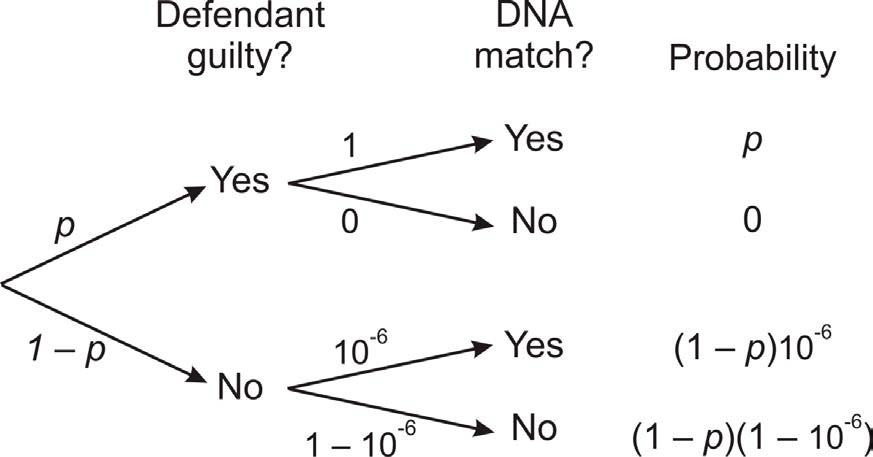 Defendant guilty?
DNA match?
Probability
p
Yes
1
Yes
p
0
No
0
1 – p
No
10⁻⁶
Yes
(1 – p)10⁻⁶
1 – 10⁻⁶
No
(1 – p)(1 – 10⁻⁶)